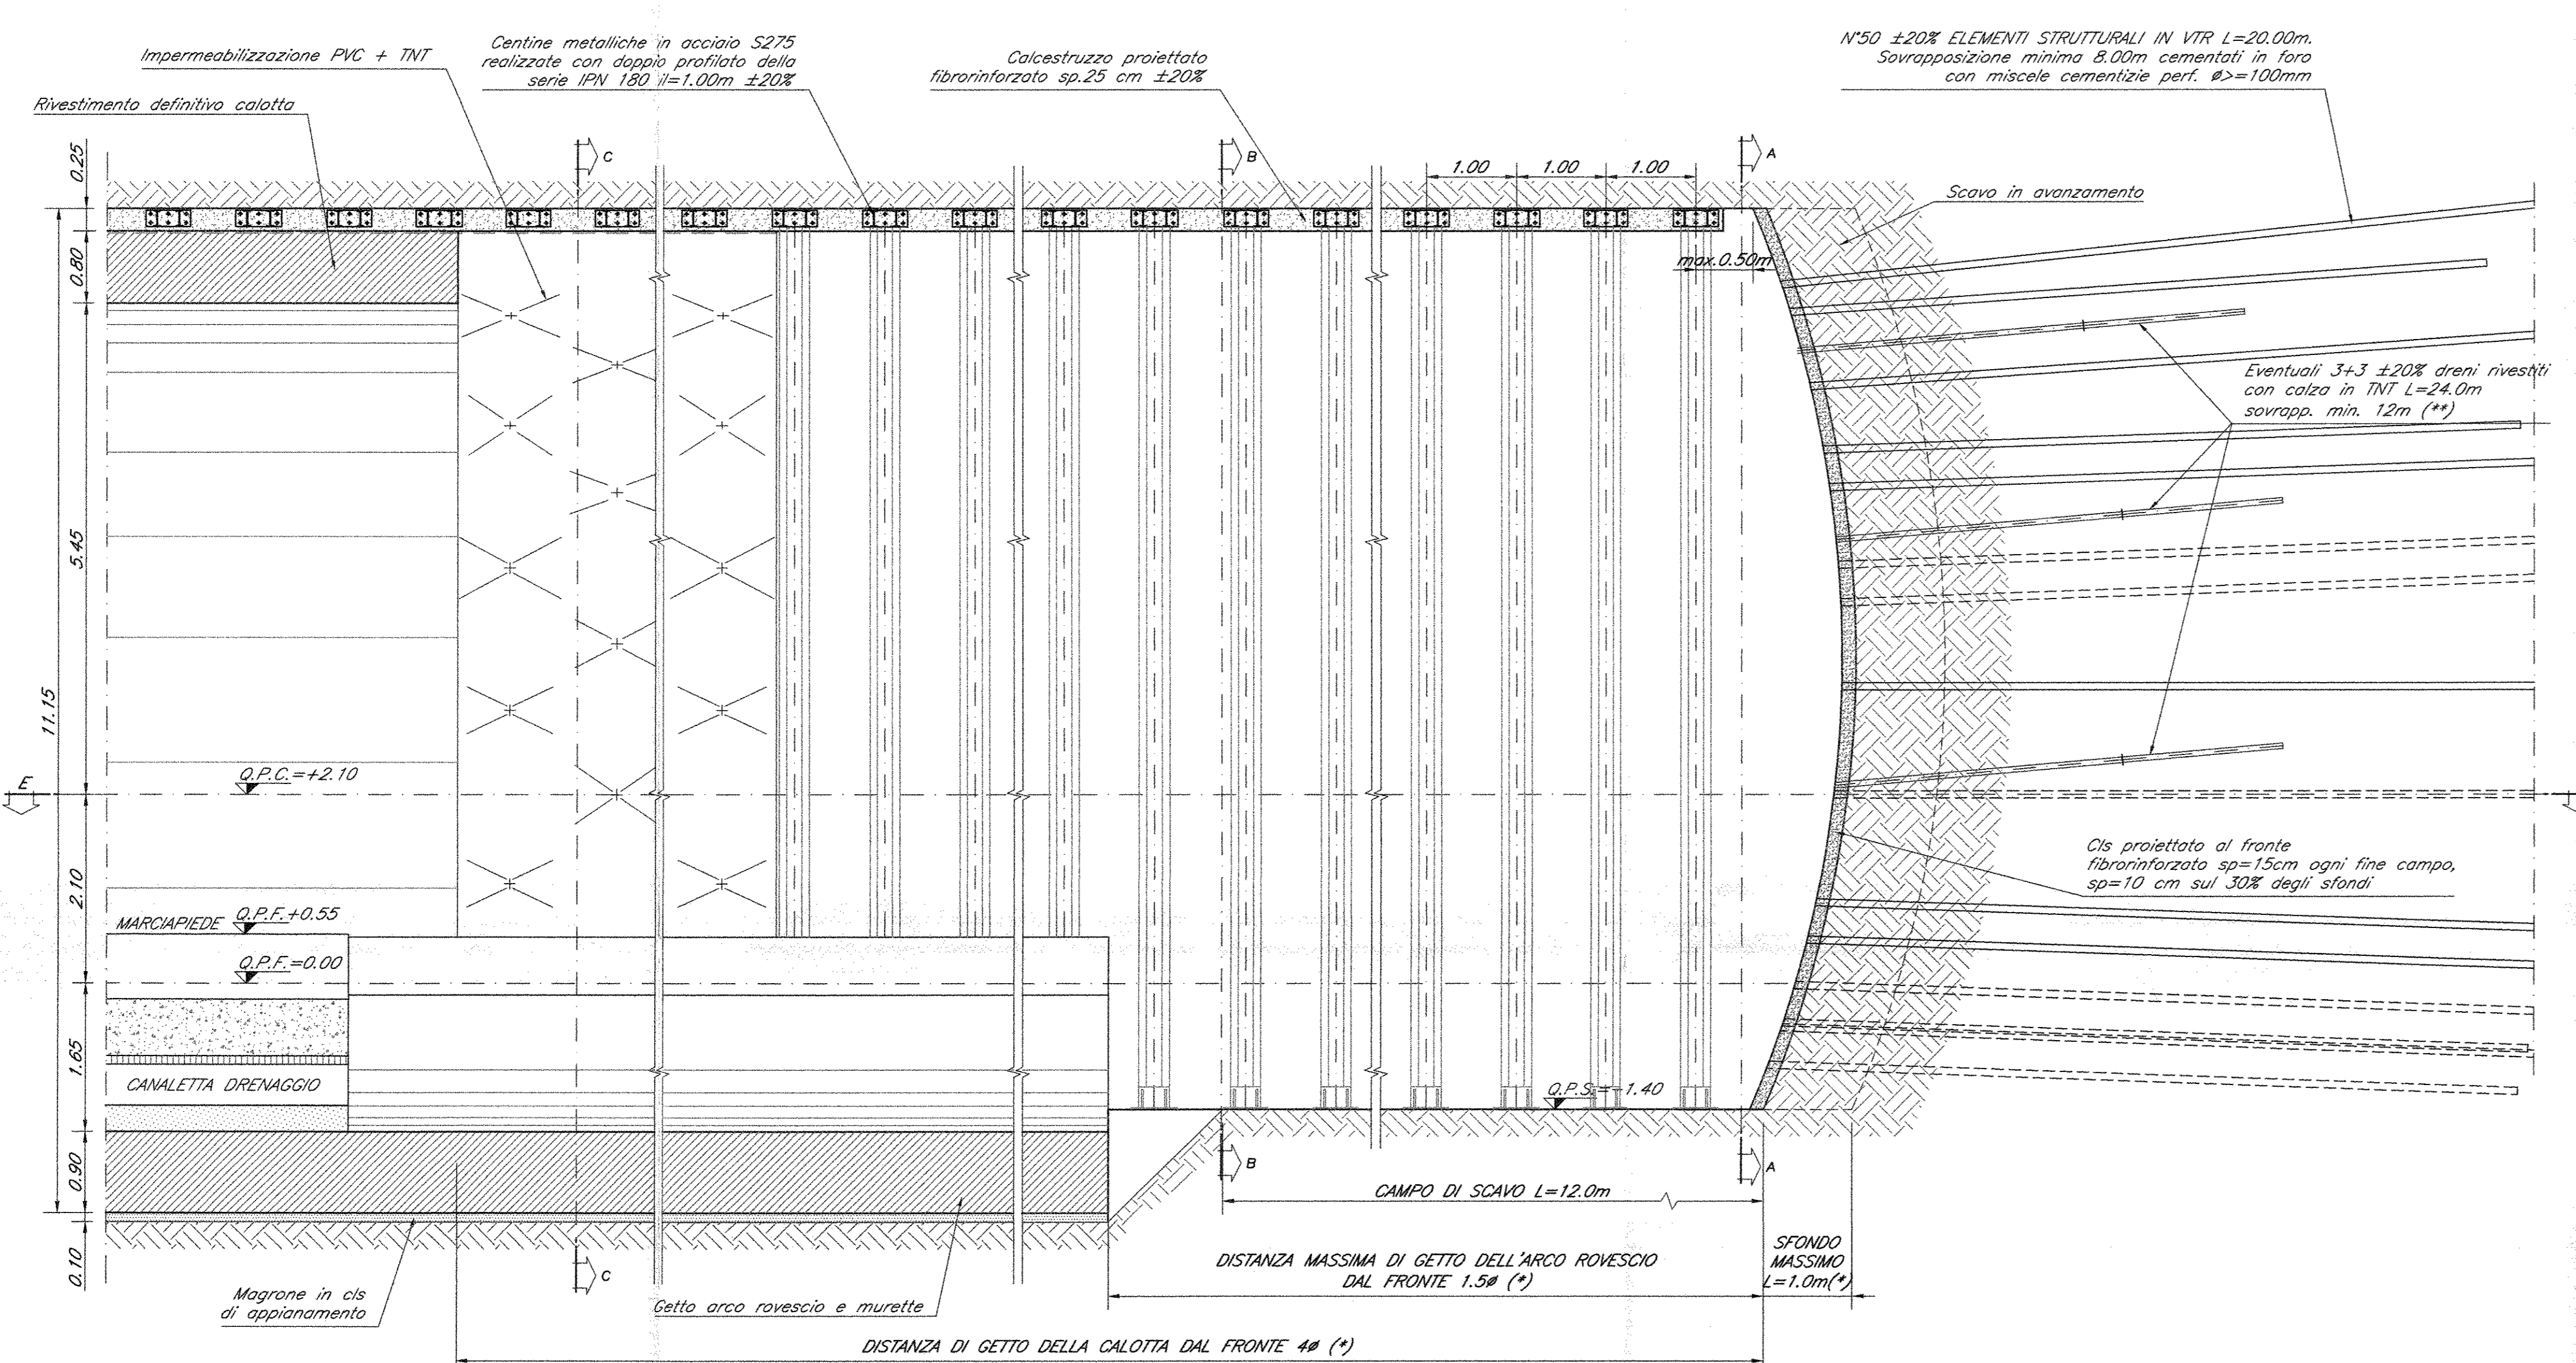 Impermeabilizzazione PVC + TNT
Rivestimento definitivo calotta
Centine metalliche in acciaio S275
realizzate con doppio profilato della
serie IPN 180 il=1.00m ±20%
Calcestruzzo proiettato
fibrorinforzato sp.25 cm ±20%
N°50 ±20% ELEMENTI STRUTTURALI IN VTR L=20.00m.
Sovrapposizione minima 8.00m cementati in foro
con miscele cementizie perf. ø>=100mm
C
B
A
1.00
1.00
1.00
Scavo in avanzamento
max.0.50m
0.25
0.80
5.45
11.15
2.10
1.65
0.90
0.10
Eventuali 3+3 ±20% dreni rivestiti
con calza in TNT L=24.0m
sovrapp. min. 12m (**)
E
Q.P.C.=+2.10
Cls proiettato al fronte
fibrorinforzato sp=15cm ogni fine campo,
sp=10 cm sul 30% degli sfondi
MARCIAPIEDE
Q.P.F.+0.55
Q.P.F.=0.00
CANALETTA DRENAGGIO
Q.P.S.=-1.40
B
A
CAMPO DI SCAVO L=12.0m
DISTANZA MASSIMA DI GETTO DELL'ARCO ROVESCIO
DAL FRONTE 1.5ø (*)
SFONDO
MASSIMO
L=1.0m(*)
C
Magrone in cls
di appianamento
Getto arco rovescio e murette
DISTANZA DI GETTO DELLA CALOTTA DAL FRONTE 4ø (*)